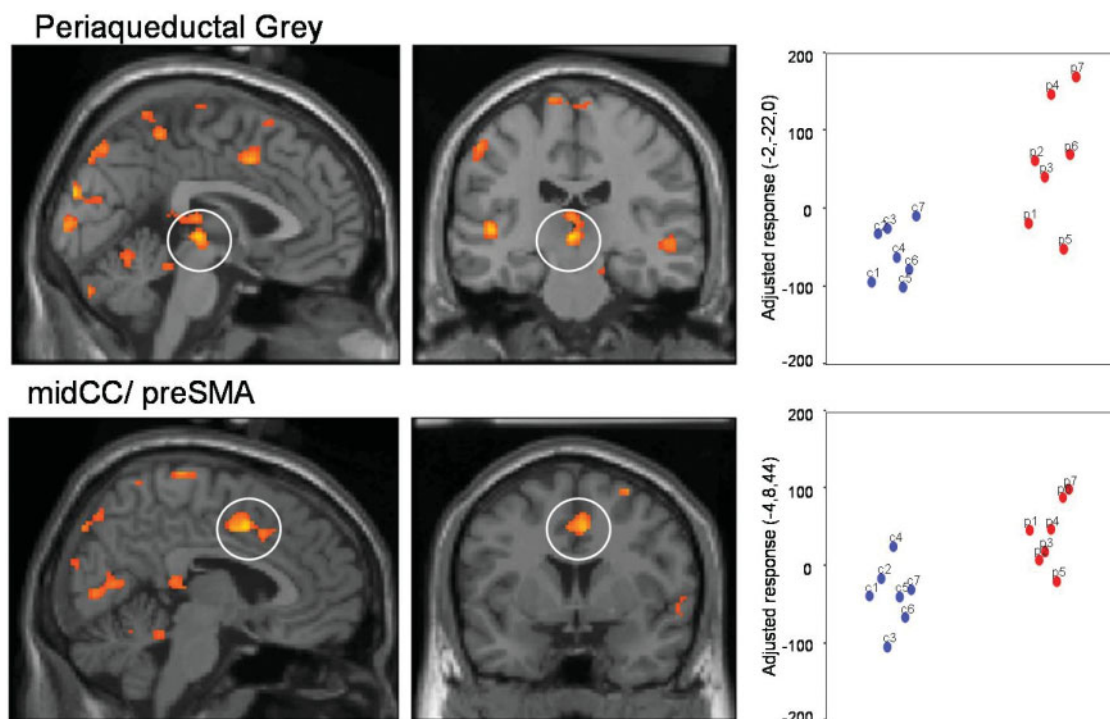 Periaqueductal Grey
Adjusted response (-2,-22,0)
200
100
0
-100
-200
c1
c3
c4
c5
c6
c7
p1
p2
p3
p4
p5
p6
p7
midCC/ preSMA
Adjusted response (-4,8,44)
200
100
0
-100
-200
c1
c2
c3
c4
c5
c6
c7
p1
p3
p4
p5
p7